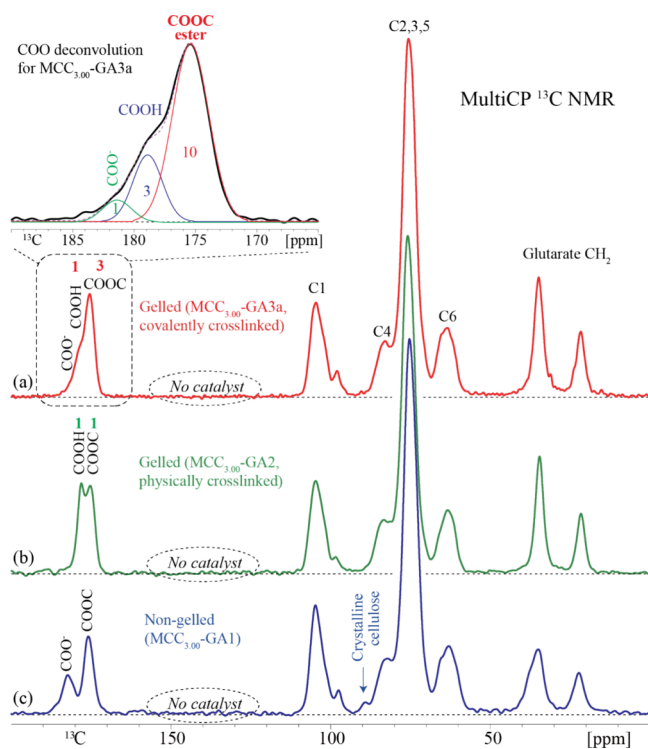 COOC
ester
COO deconvolution
for MCC3.00-GA3a
COOH
COO-
10
3
1
13C 185 180 175 170 [ppm]
C2,3,5
MultiCP 13C NMR
1 3
COO-
COOH
COOC
Gelled (MCC3.00-GA3a,
covalently crosslinked)
C1
C4
C6
Glutarate CH2
(a)
No catalyst
1 1
COOH
COOC
Gelled (MCC3.00-GA2,
physically crosslinked)
(b)
No catalyst
COO-
COOC
Non-gelled
(MCC3.00-GA1)
Crystalline
cellulose
(c)
No catalyst
13C 150 100 50 [ppm]